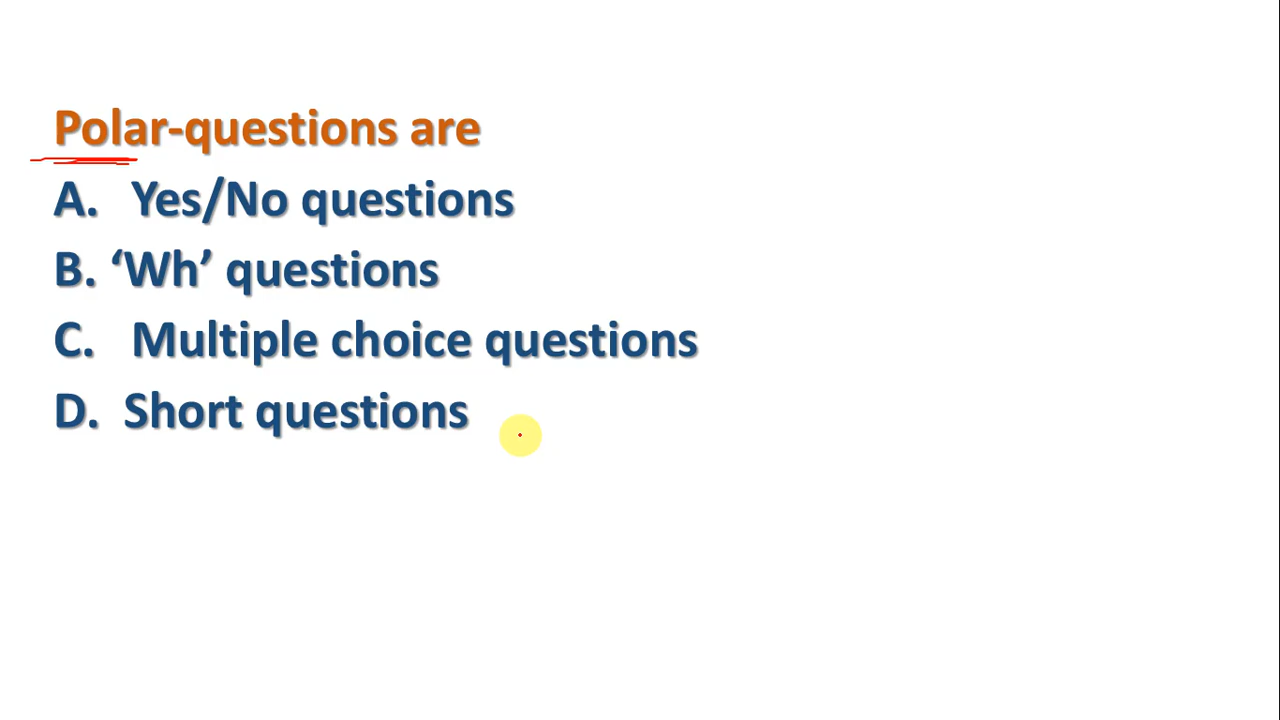 Polar-questions are
A. Yes/No questions
B. ‘Wh’ questions
C. Multiple choice questions
D. Short questions